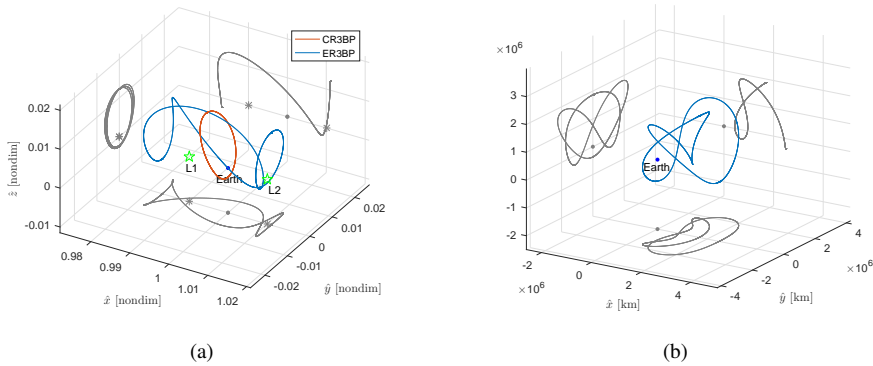 CR3BP
ER3BP
0.02
0.01
0
-0.01
ẑ [nondim]
L1
Earth
L2
0.98
0.99
1
1.01
1.02
x̂ [nondim]
-0.02
-0.01
0
0.01
0.02
ŷ [nondim]
(a)
×10⁶
3
2
1
0
-1
-2
Earth
-2
0
2
4
×10⁶
x̂ [km]
-4
-2
0
2
4
×10⁶
ŷ [km]
(b)